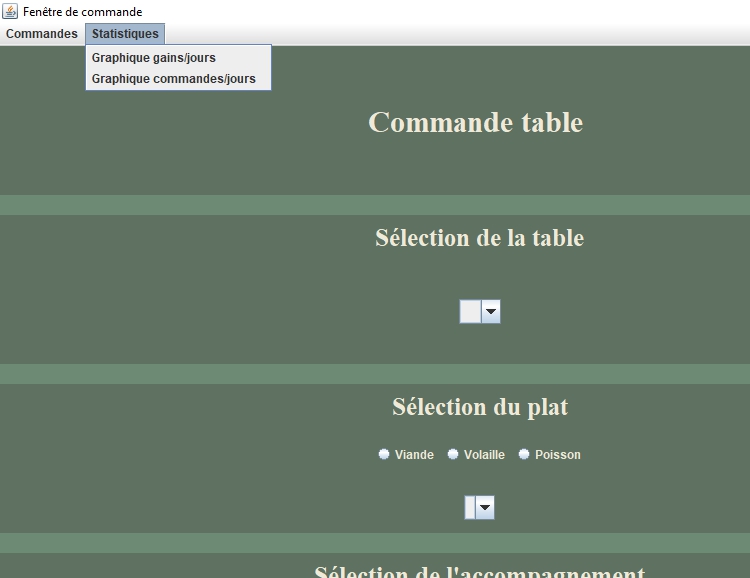 Fenêtre de commande
Commandes Statistiques
Graphique gains/jours
Graphique commandes/jours
Commande table
Sélection de la table
Sélection du plat
Viande Volaille Poisson
Sélection de l'accompagnement